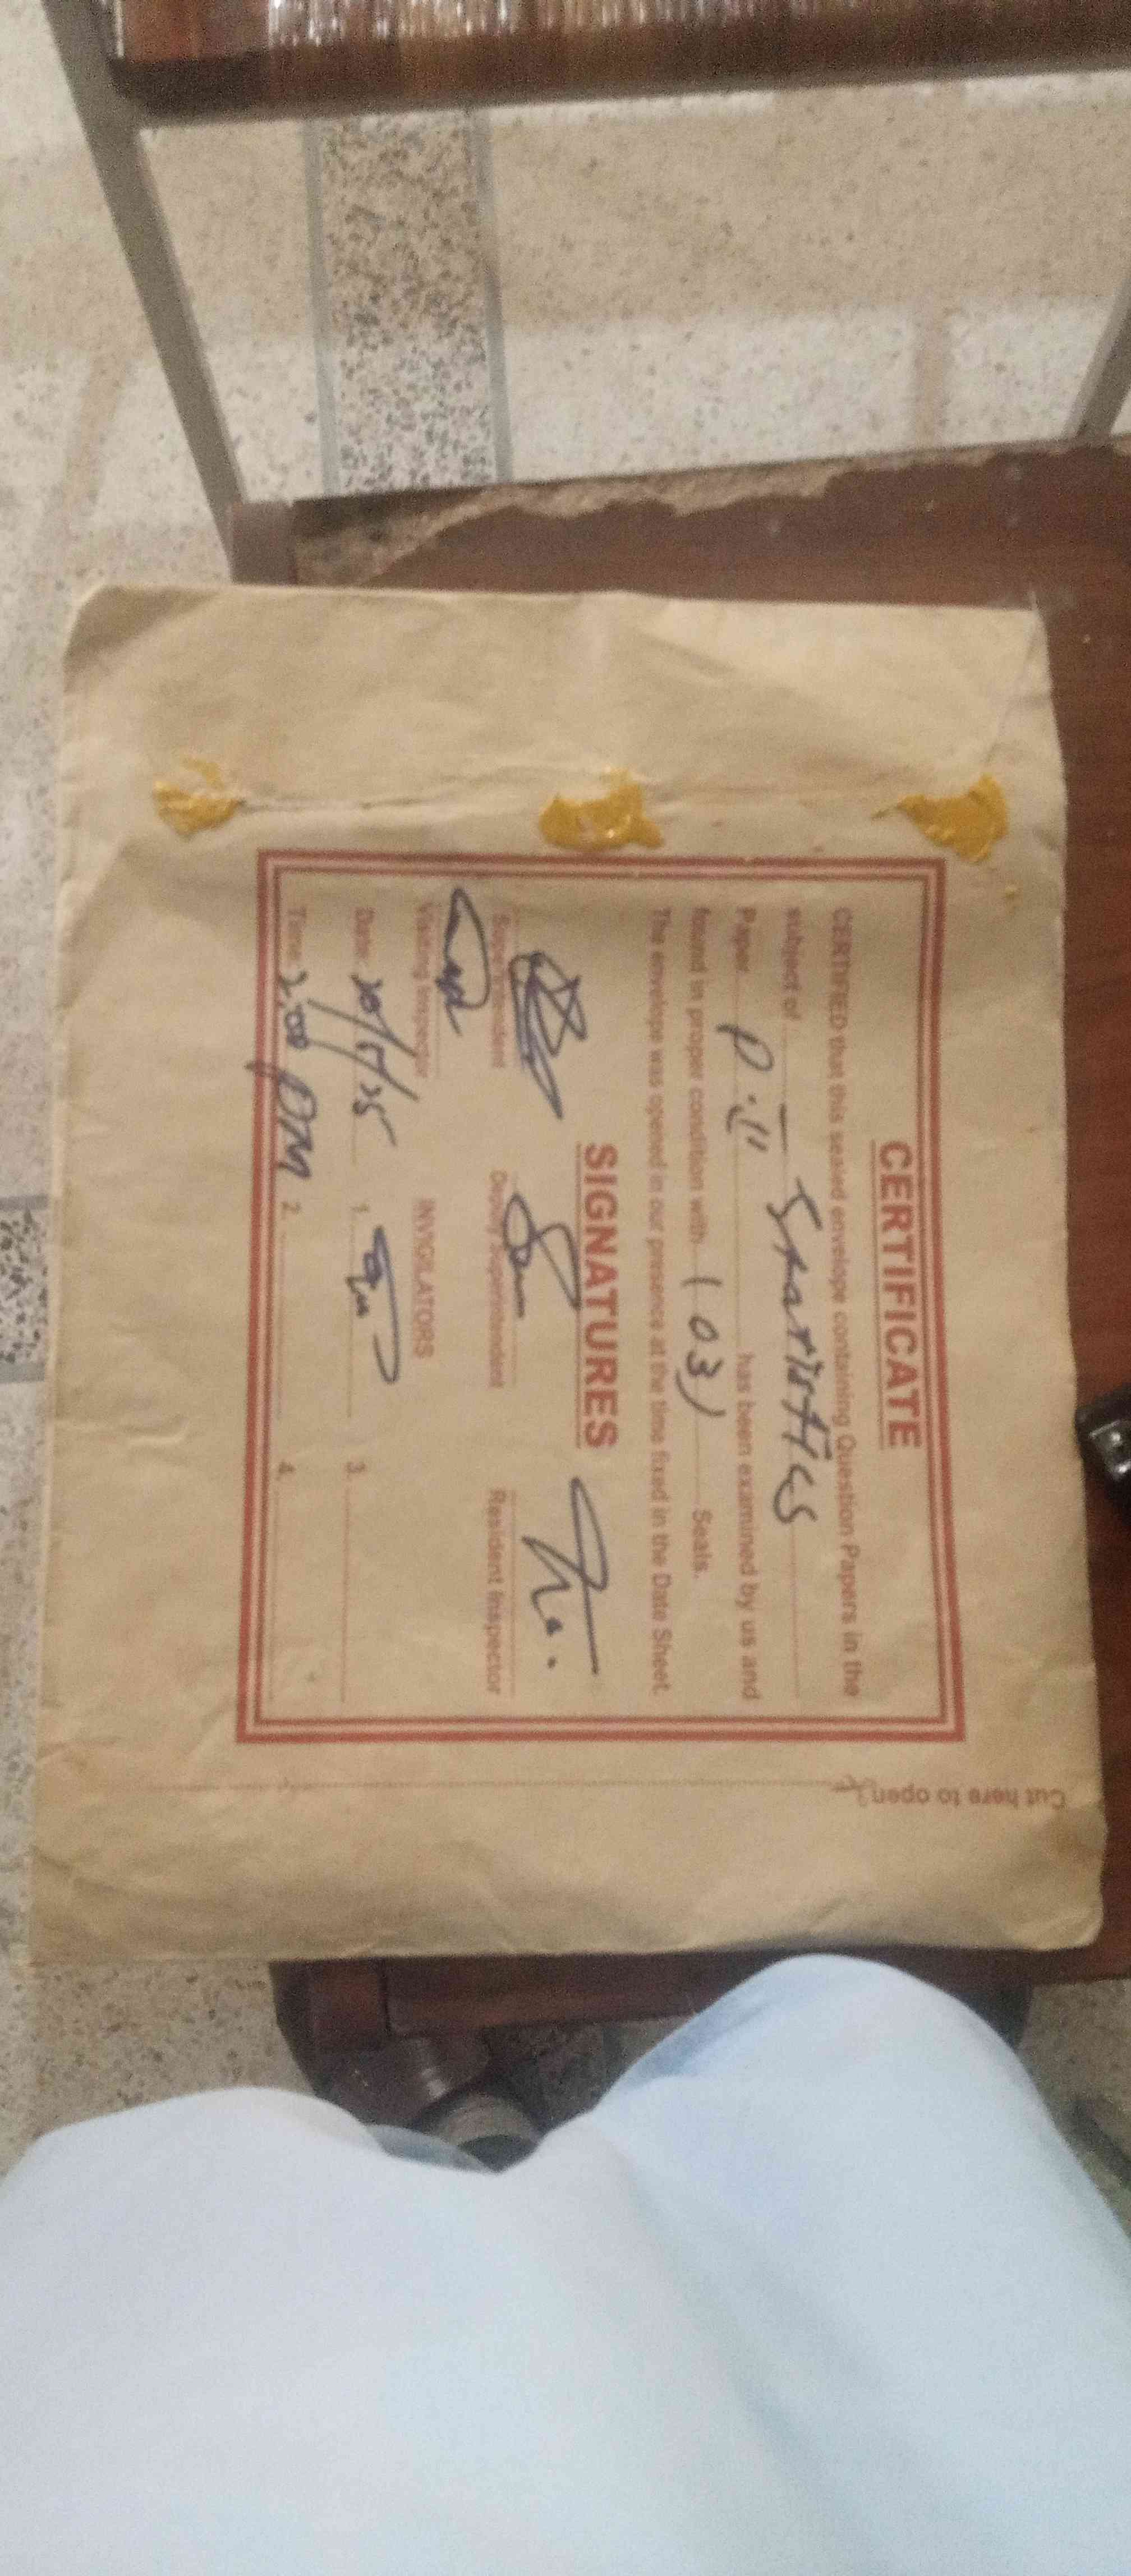 CERTIFICATE
CERTIFIED that this sealed envelope containing Question Papers in the
subject of Statistics
Paper P-II has been examined by us and
found in proper condition with (03) Seals.
The envelope was opened in our presence at the time fixed in the Date Sheet.
SIGNATURES
Superintendent Deputy Superintendent Resident Inspector
Visiting Inspector INVIGILATORS
Date: 20/5/25 1. 3.
Time: 2:00 PM 2. 4.
Cut here to open